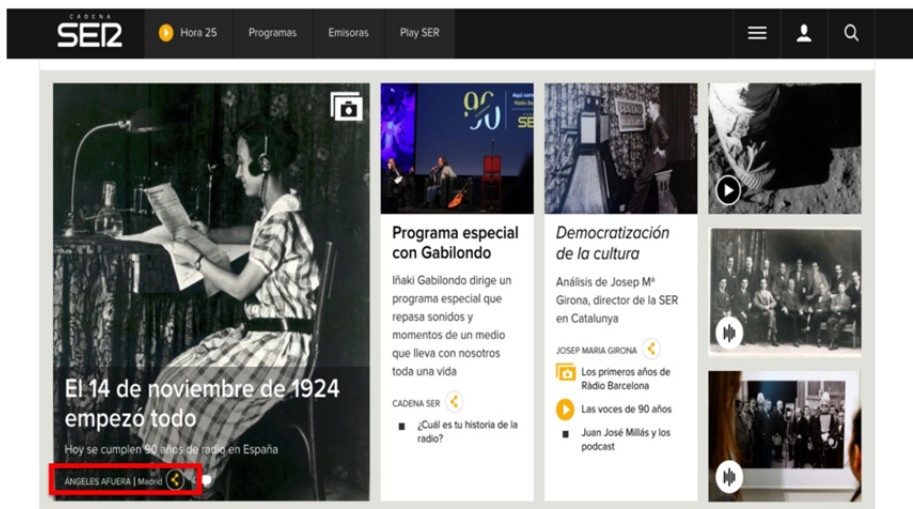 CADENA
SER
Hora 25
Programas
Emisoras
Play SER
El 14 de noviembre de 1924
empezó todo
Hoy se cumplen 90 años de radio en España
ÁNGELES AFUERA | Madrid
90
SER
Programa especial
con Gabilondo
Iñaki Gabilondo dirige un
programa especial que
repasa sonidos y
momentos de un medio
que lleva con nosotros
toda una vida
CADENA SER
¿Cuál es tu historia de la
radio?
RADIO
Democratización
de la cultura
Análisis de Josep Mª
Girona, director de la SER
en Catalunya
JOSEP MARIA GIRONA
Los primeros años de
Ràdio Barcelona
Las voces de 90 años
Juan José Millás y los
podcast